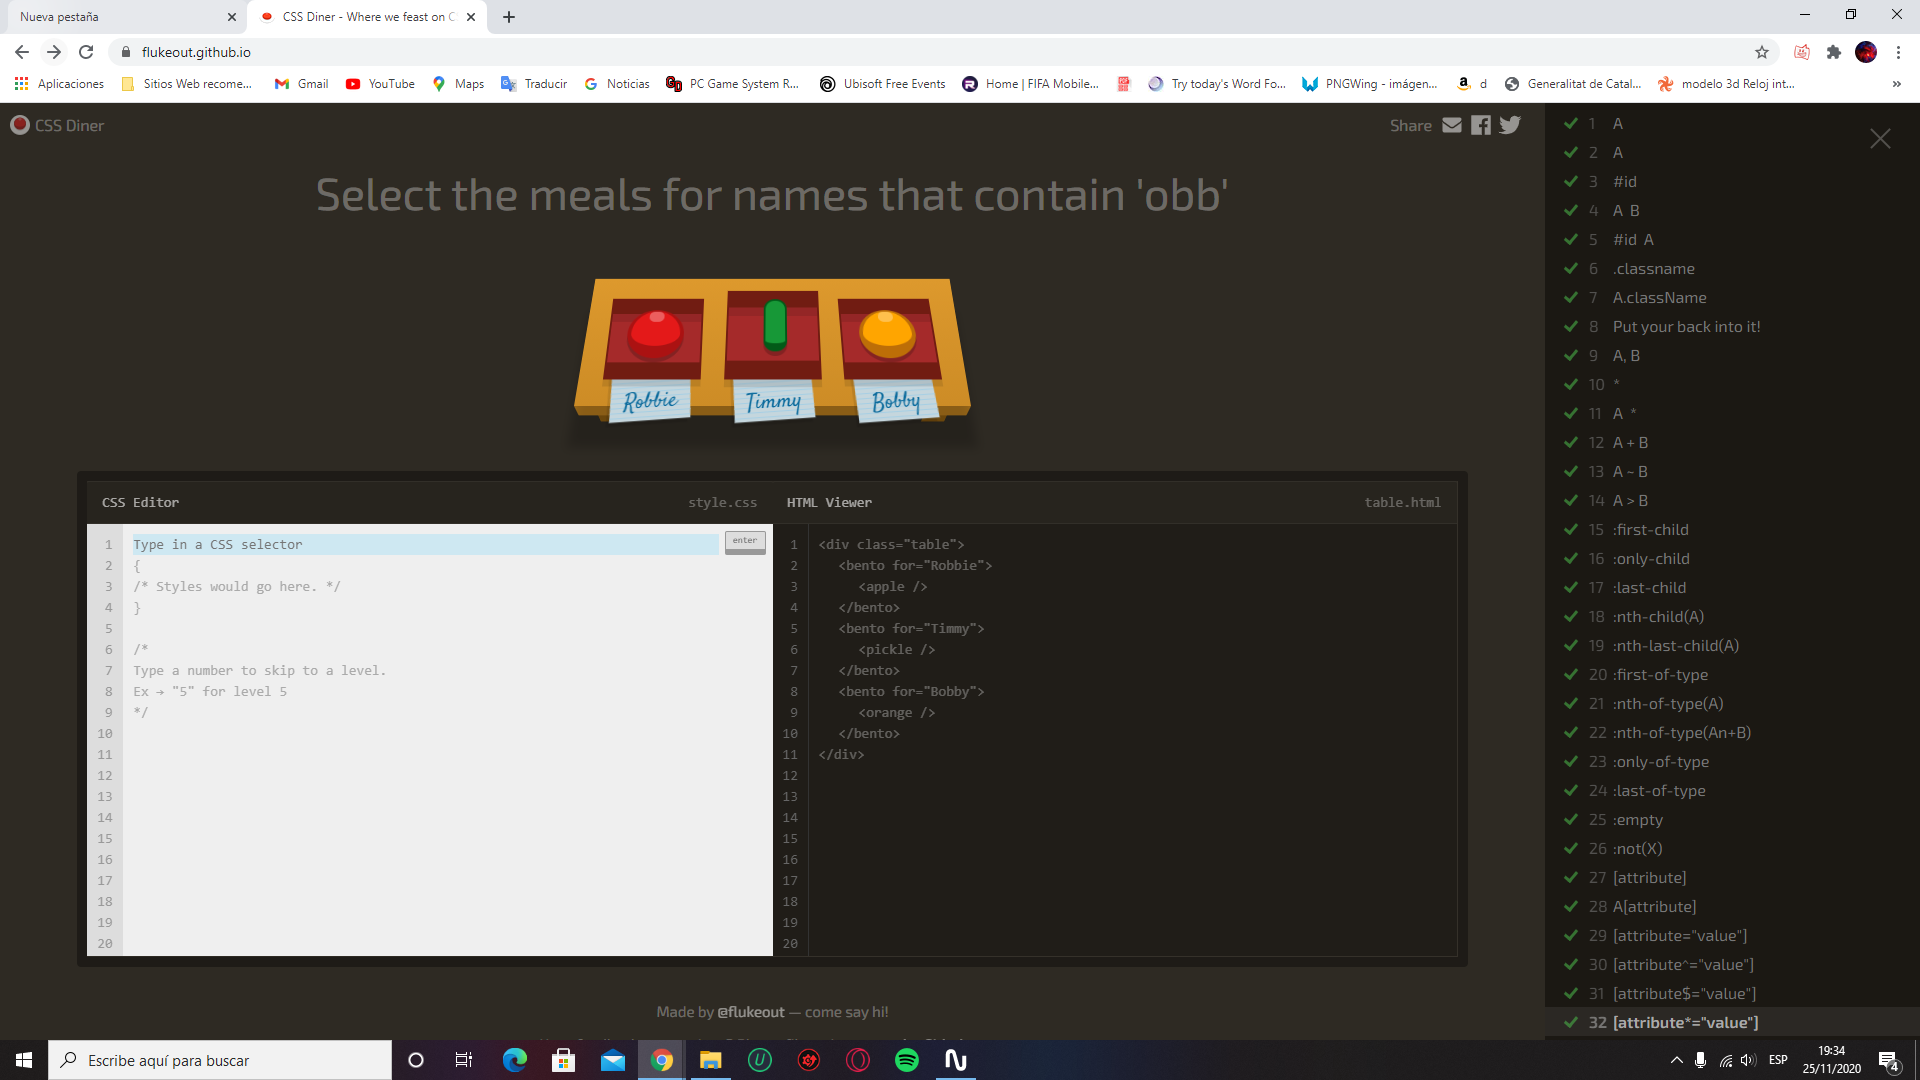 Nueva pestaña
CSS Diner - Where we feast on C
flukeout.github.io
Aplicaciones
Sitios Web recome...
Gmail
YouTube
Maps
Traducir
Noticias
PC Game System R...
Ubisoft Free Events
Home | FIFA Mobile...
Try today's Word Fo...
PNGWing - imágen...
d
Generalitat de Catal...
modelo 3d Reloj int...
»
CSS Diner
Share
Select the meals for names that contain 'obb'
Robbie
Timmy
Bobby
CSS Editor
style.css
1 Type in a CSS selector
enter
2 {
3 /* Styles would go here. */
4 }
5
6 /*
7 Type a number to skip to a level.
8 Ex → "5" for level 5
9 */
10
11
12
13
14
15
16
17
18
19
20
HTML Viewer
table.html
1 <div class="table">
2 <bento for="Robbie">
3 <apple />
4 </bento>
5 <bento for="Timmy">
6 <pickle />
7 </bento>
8 <bento for="Bobby">
9 <orange />
10 </bento>
11 </div>
12
13
14
15
16
17
18
19
20
Made by @flukeout — come say hi!
1 A
2 A
3 #id
4 A B
5 #id A
6 .classname
7 A.className
8 Put your back into it!
9 A, B
10 *
11 A *
12 A + B
13 A ~ B
14 A > B
15 :first-child
16 :only-child
17 :last-child
18 :nth-child(A)
19 :nth-last-child(A)
20 :first-of-type
21 :nth-of-type(A)
22 :nth-of-type(An+B)
23 :only-of-type
24 :last-of-type
25 :empty
26 :not(X)
27 [attribute]
28 A[attribute]
29 [attribute="value"]
30 [attribute^="value"]
31 [attribute$="value"]
32 [attribute*="value"]
Escribe aquí para buscar
ESP
19:34
25/11/2020
4